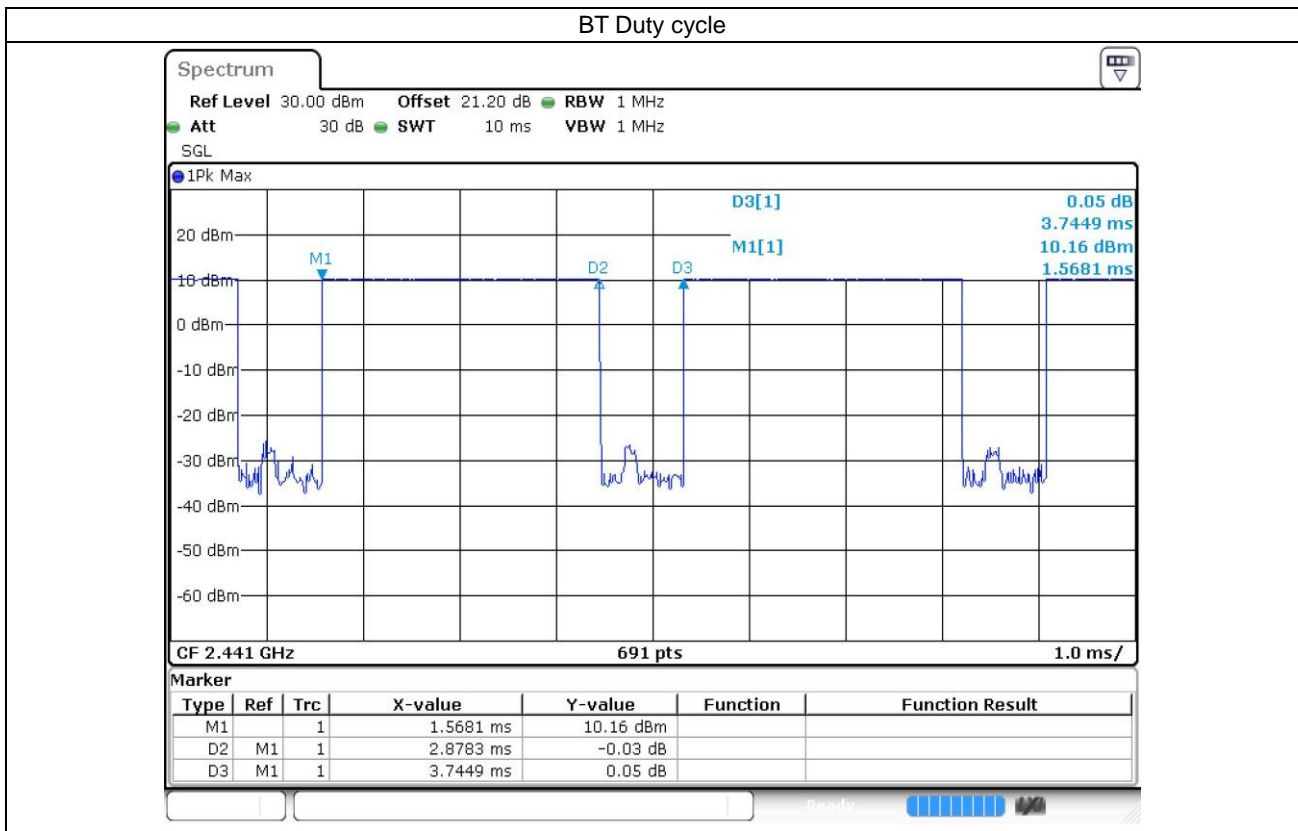 BT Duty cycle
Spectrum
Ref Level 30.00 dBm Offset 21.20 dB RBW 1 MHz
Att 30 dB SWT 10 ms VBW 1 MHz
SGL
1Pk Max
D3[1] 0.05 dB
3.7449 ms
20 dBm
M1[1] 10.16 dBm
1.5681 ms
M1
D2
D3
10 dBm
0 dBm
-10 dBm
-20 dBm
-30 dBm
-40 dBm
-50 dBm
-60 dBm
CF 2.441 GHz 691 pts 1.0 ms/
Marker
Type Ref Trc X-value Y-value Function Function Result
M1 1 1.5681 ms 10.16 dBm
D2 M1 1 2.8783 ms -0.03 dB
D3 M1 1 3.7449 ms 0.05 dB
Ready